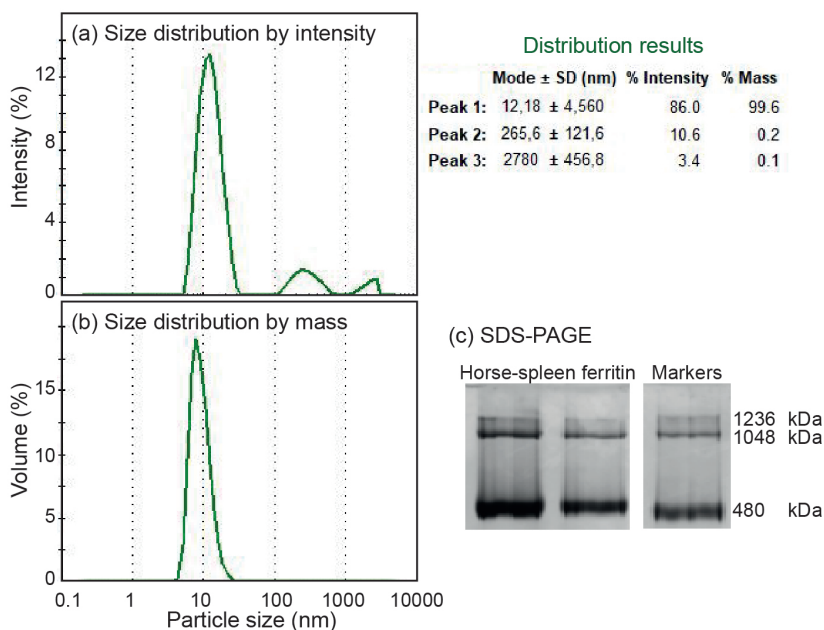 (a) Size distribution by intensity
Intensity (%)
12
8
4
0
Distribution results
Mode ± SD (nm) % Intensity % Mass
Peak 1: 12,18 ± 4,560 86.0 99.6
Peak 2: 265,6 ± 121,6 10.6 0.2
Peak 3: 2780 ± 456,8 3.4 0.1
(b) Size distribution by mass
Volume (%)
15
10
5
0
0.1 1 10 100 1000 10000
Particle size (nm)
(c) SDS-PAGE
Horse-spleen ferritin Markers
1236 kDa
1048 kDa
480 kDa